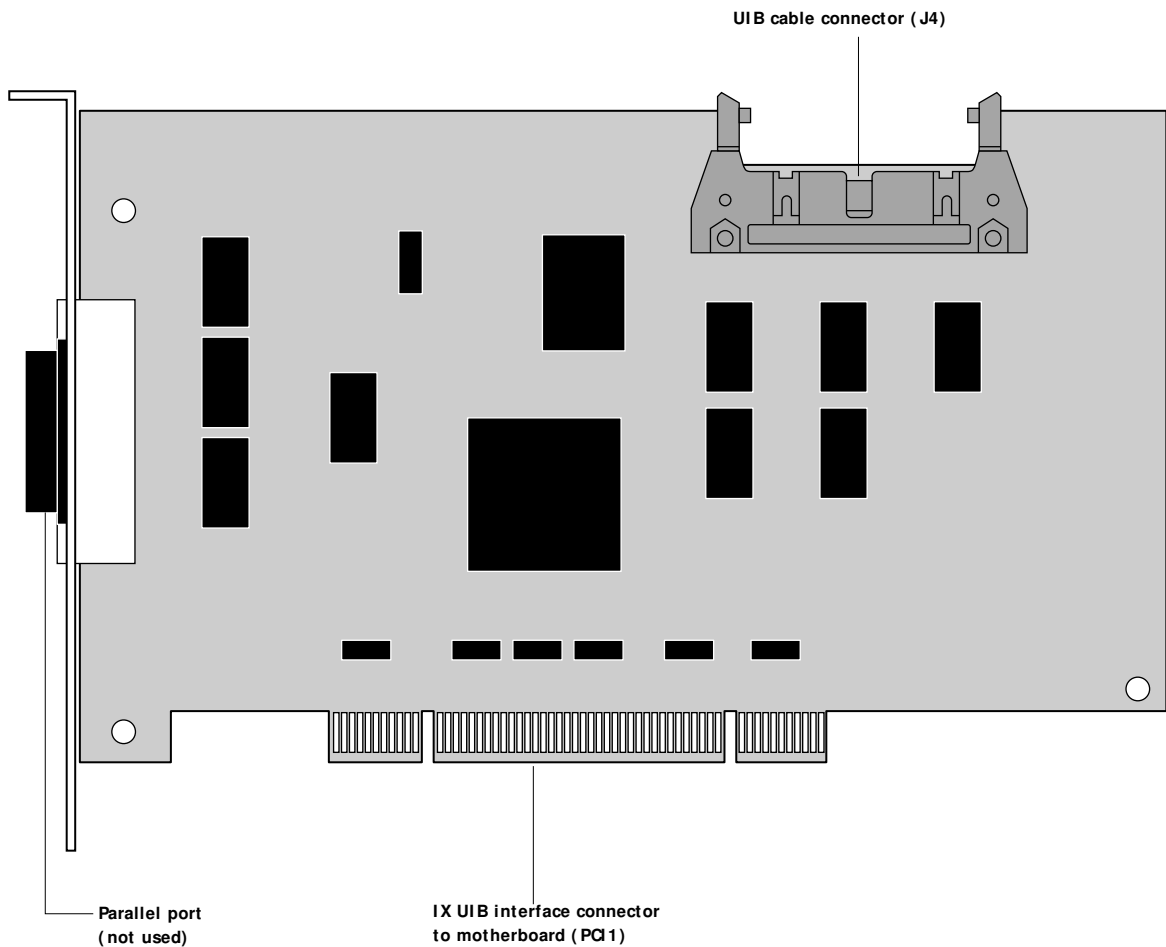 UIB cable connector (J4)
Parallel port
(not used)
IX UIB interface connector
to motherboard (PCI1)